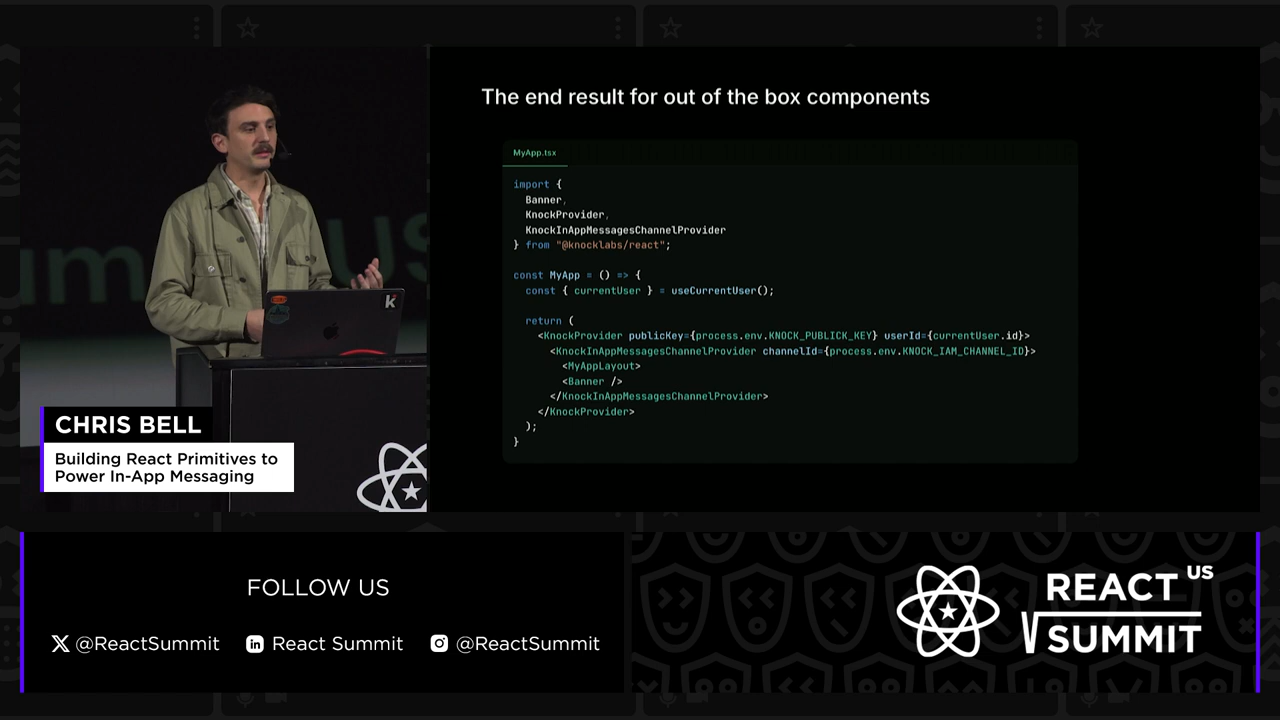 The end result for out of the box components
MyApp.tsx
import {
  Banner,
  KnockProvider,
  KnockInAppMessagesChannelProvider
} from "@knocklabs/react";
const MyApp = () => {
  const { currentUser } = useCurrentUser();
  return (
    <KnockProvider publicKey={process.env.KNOCK_PUBLICK_KEY} userId={currentUser.id}>
      <KnockInAppMessagesChannelProvider channelId={process.env.KNOCK_IAM_CHANNEL_ID}>
        <MyAppLayout>
        <Banner />
      </KnockInAppMessagesChannelProvider>
    </KnockProvider>
  );
}
um
US
k
CHRIS BELL
Building React Primitives to
Power In-App Messaging
FOLLOW US
@ReactSummit
React Summit
@ReactSummit
REACT US
SUMMIT